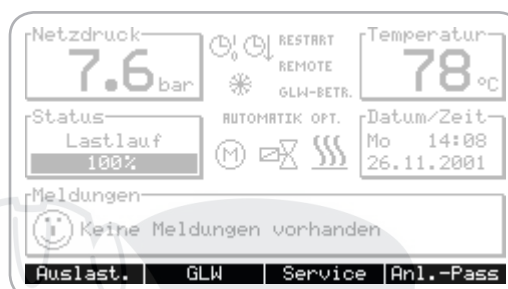 Netzdruck
7.6 bar
RESTART
REMOTE
GLW-BETR.
Temperatur
78 °C
Status
Lastlauf
100%
AUTOMATIK OPT.
M
Datum/Zeit
Mo 14:08
26.11.2001
Meldungen
i Keine Meldungen vorhanden
Auslast. GLW Service Anl.-Pass